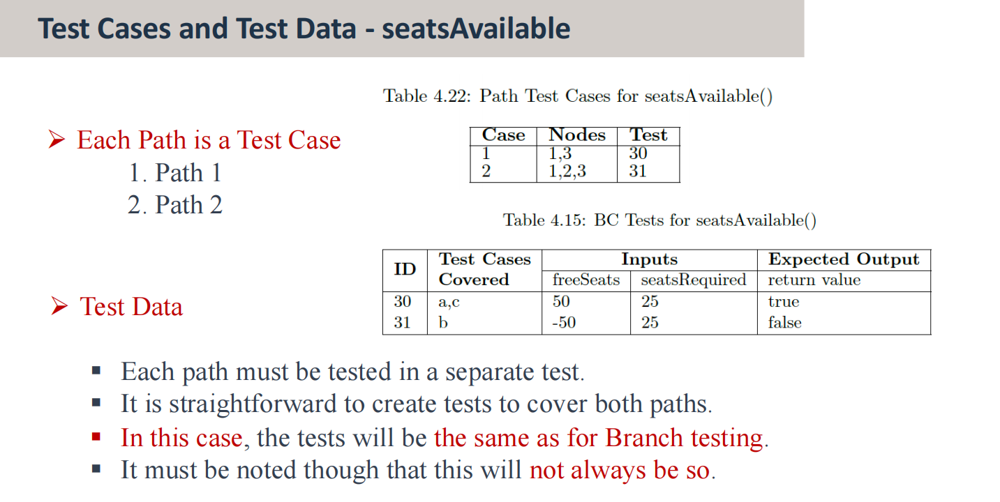 Test Cases and Test Data - seatsAvailable
Table 4.22: Path Test Cases for seatsAvailable()
Case Nodes Test
1 1,3 30
2 1,2,3 31
➢ Each Path is a Test Case
1. Path 1
2. Path 2
Table 4.15: BC Tests for seatsAvailable()
ID Test Cases Covered Inputs Expected Output
freeSeats seatsRequired return value
30 a,c 50 25 true
31 b -50 25 false
➢ Test Data
▪ Each path must be tested in a separate test.
▪ It is straightforward to create tests to cover both paths.
▪ In this case, the tests will be the same as for Branch testing.
▪ It must be noted though that this will not always be so.